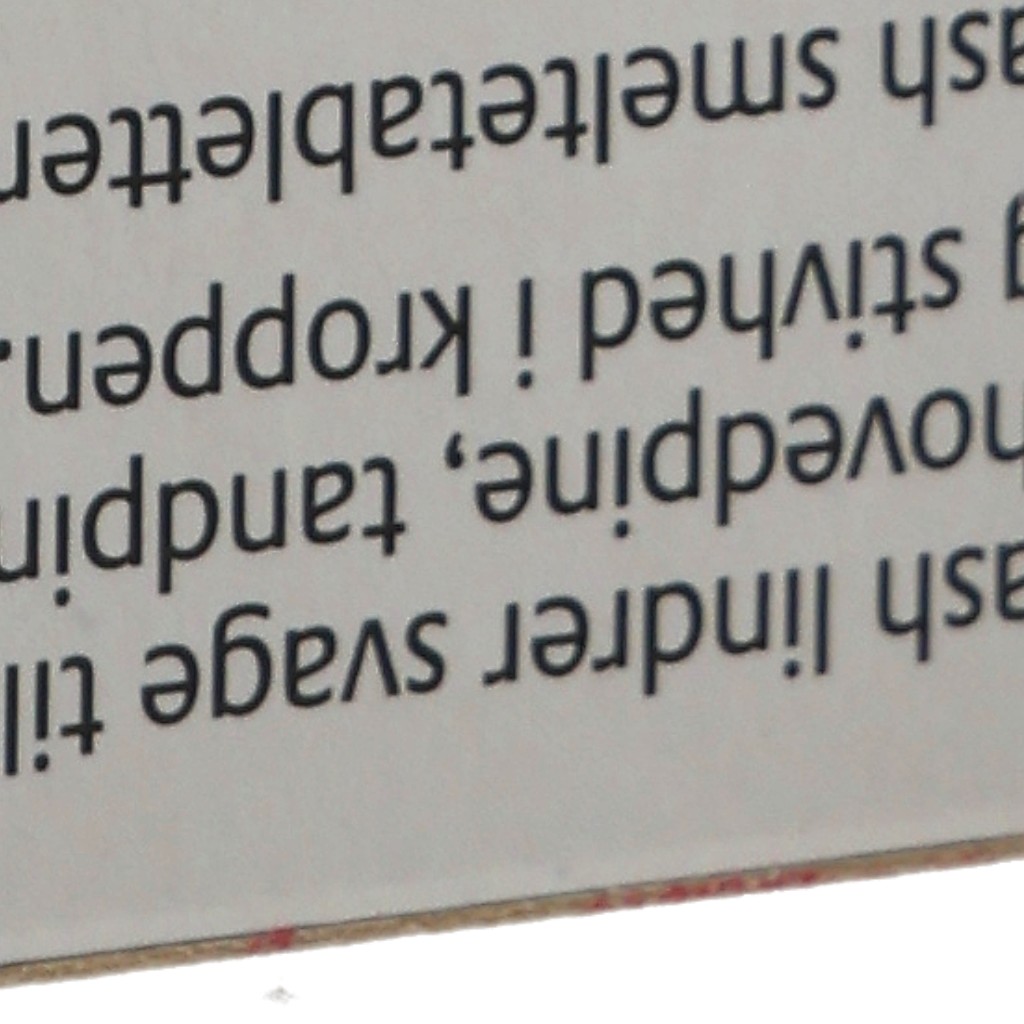 ash lindrer svage til
hovedpine, tandpin
g stivhed i kroppen.
ash smeltetabletter